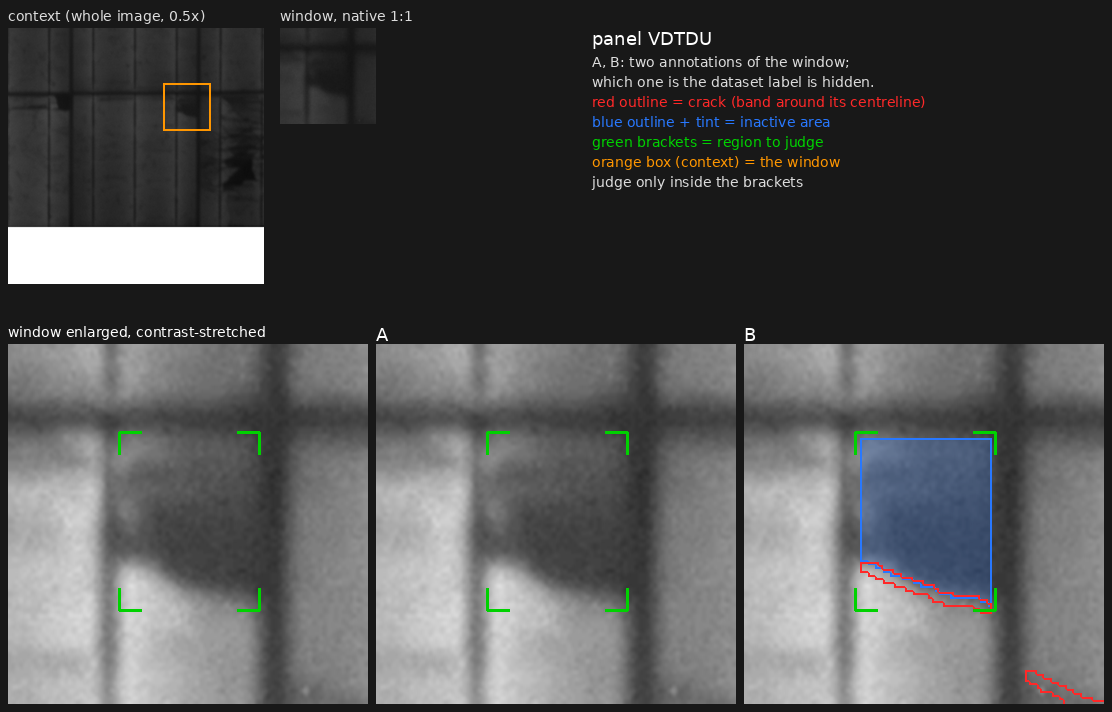 context (whole image, 0.5x)
window, native 1:1
panel VDTDU
A, B: two annotations of the window;
which one is the dataset label is hidden.
red outline = crack (band around its centreline)
blue outline + tint = inactive area
green brackets = region to judge
orange box (context) = the window
judge only inside the brackets
window enlarged, contrast-stretched
A
B